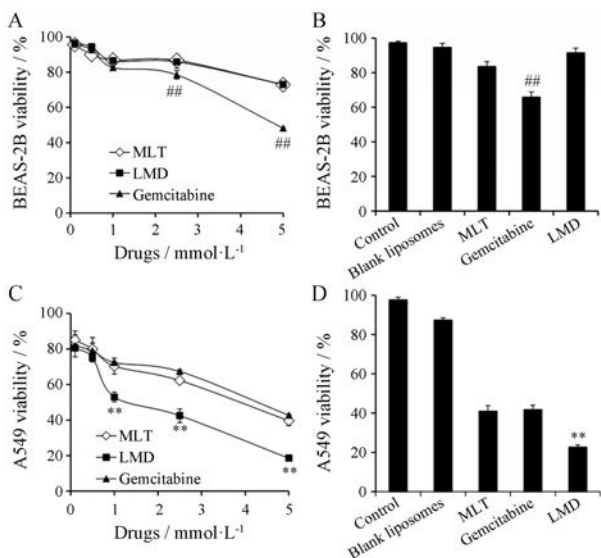 A
BEAS-2B viability / %
100
80
60
40
20
0
##
##
MLT
LMD
Gemcitabine
0 1 2 3 4 5
Drugs / mmol·L-1
B
BEAS-2B viability / %
100
80
60
40
20
0
##
Control
Blank liposomes
MLT
Gemcitabine
LMD
C
A549 viability / %
100
80
60
40
20
0
**
**
**
MLT
LMD
Gemcitabine
0 1 2 3 4 5
Drugs / mmol·L-1
D
A549 viability / %
100
80
60
40
20
0
**
Control
Blank liposomes
MLT
Gemcitabine
LMD